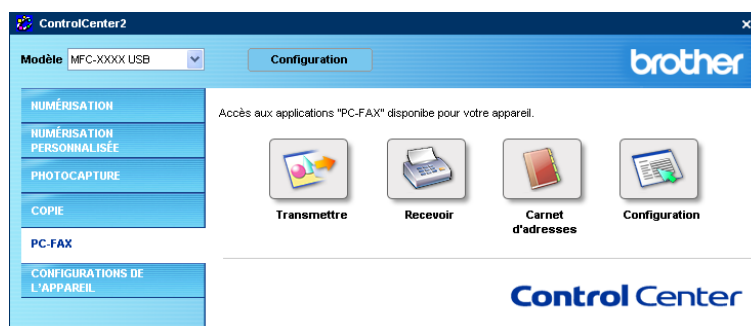 ControlCenter2
Modèle MFC-XXXX USB
Configuration
brother
NUMÉRISATION
NUMÉRISATION
PERSONNALISÉE
PHOTOCAPTURE
COPIE
PC-FAX
CONFIGURATIONS DE
L'APPAREIL
Accès aux applications "PC-FAX" disponibe pour votre appareil.
Transmettre
Recevoir
Carnet
d'adresses
Configuration
Control Center